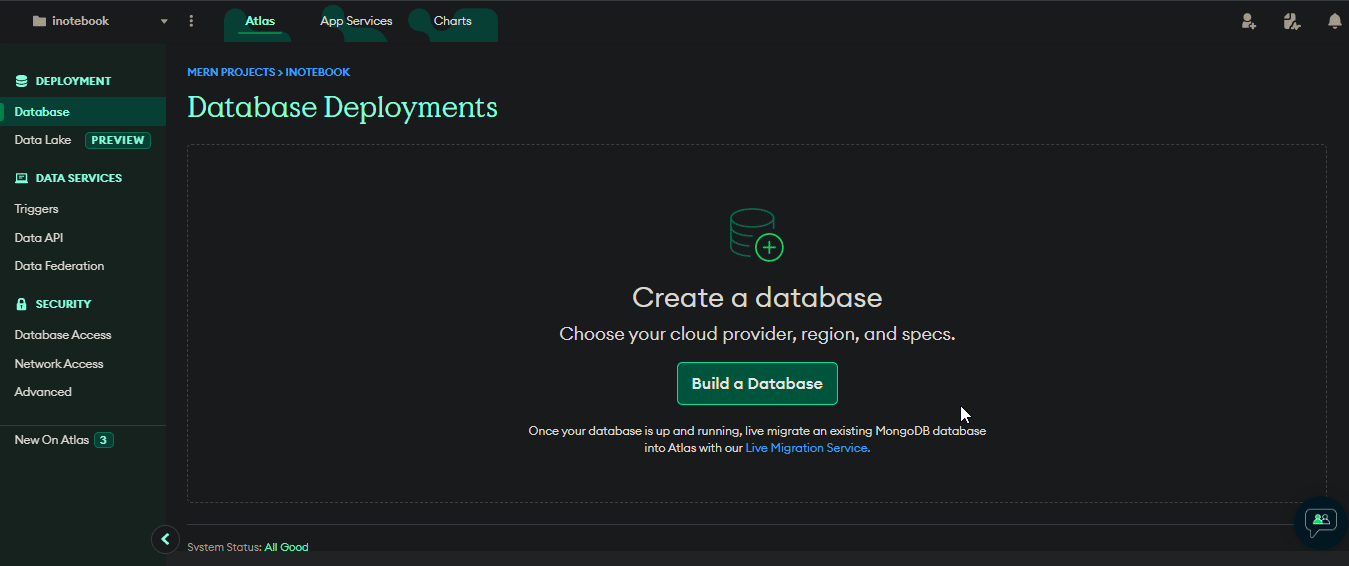 inotebook
Atlas
App Services
Charts
DEPLOYMENT
Database
Data Lake PREVIEW
DATA SERVICES
Triggers
Data API
Data Federation
SECURITY
Database Access
Network Access
Advanced
New On Atlas 3
MERN PROJECTS > INOTEBOOK
Database Deployments
Create a database
Choose your cloud provider, region, and specs.
Build a Database
Once your database is up and running, live migrate an existing MongoDB database
into Atlas with our Live Migration Service.
System Status: All Good